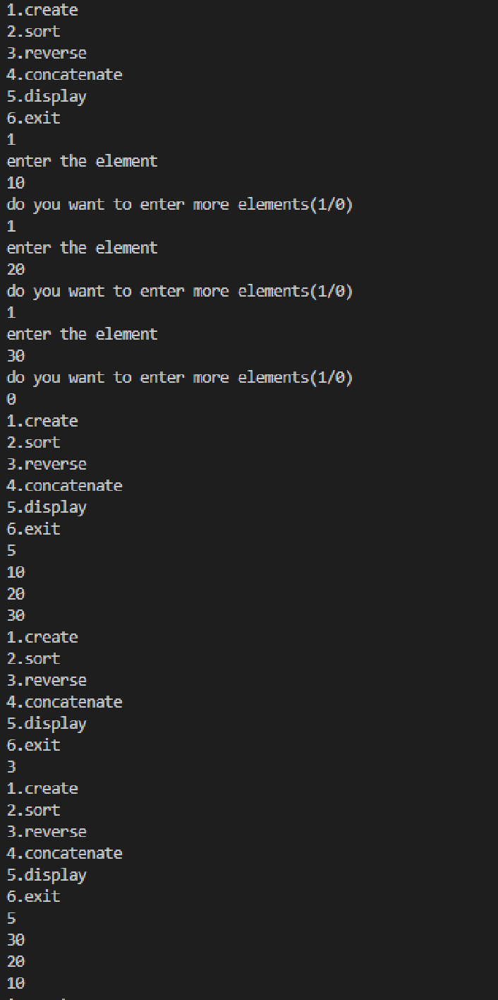 1.create
2.sort
3.reverse
4.concatenate
5.display
6.exit
1
enter the element
10
do you want to enter more elements(1/0)
1
enter the element
20
do you want to enter more elements(1/0)
1
enter the element
30
do you want to enter more elements(1/0)
0
1.create
2.sort
3.reverse
4.concatenate
5.display
6.exit
5
10
20
30
1.create
2.sort
3.reverse
4.concatenate
5.display
6.exit
3
1.create
2.sort
3.reverse
4.concatenate
5.display
6.exit
5
30
20
10